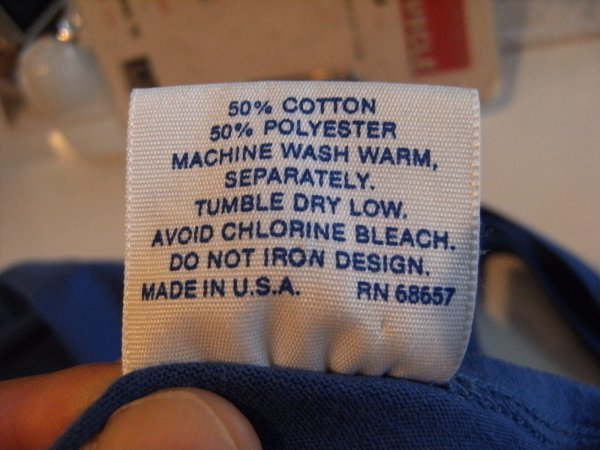 50% COTTON
50% POLYESTER
MACHINE WASH WARM,
SEPARATELY.
TUMBLE DRY LOW.
AVOID CHLORINE BLEACH.
DO NOT IRON DESIGN.
MADE IN U.S.A. RN 68657